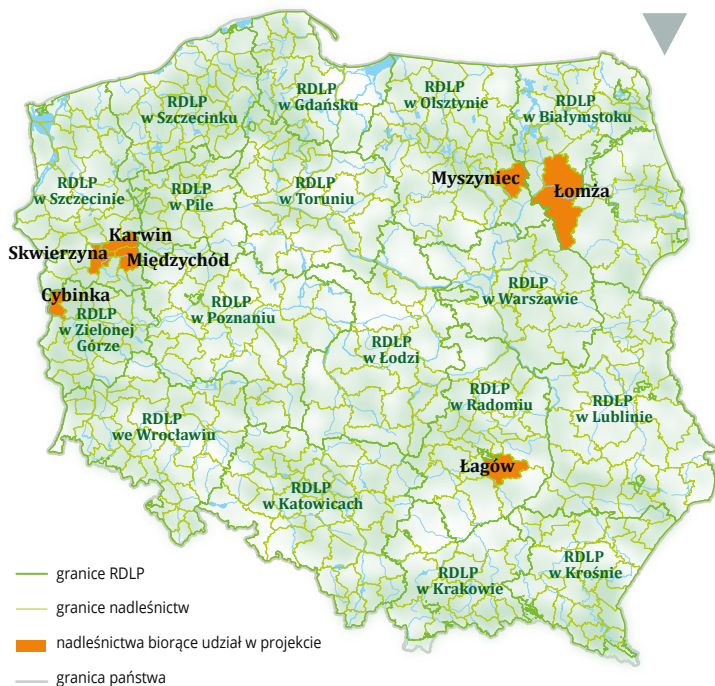 RDLP
w Szczecinku
RDLP
w Gdańsku
RDLP
w Olsztynie
RDLP
w Białymstoku
RDLP
w Szczecinie
RDLP
w Pile
RDLP
w Toruniu
Myszyniec
Łomża
Karwin
Skwierzyna
Międzychód
Cybinka
RDLP
w Zielonej
Górze
RDLP
w Poznaniu
RDLP
w Warszawie
RDLP
w Łodzi
RDLP
w Radomiu
RDLP
w Lublinie
RDLP
we Wrocławiu
Łagów
RDLP
w Katowicach
RDLP
w Krakowie
RDLP
w Krośnie
granice RDLP
granice nadleśnictw
nadleśnictwa biorące udział w projekcie
granica państwa